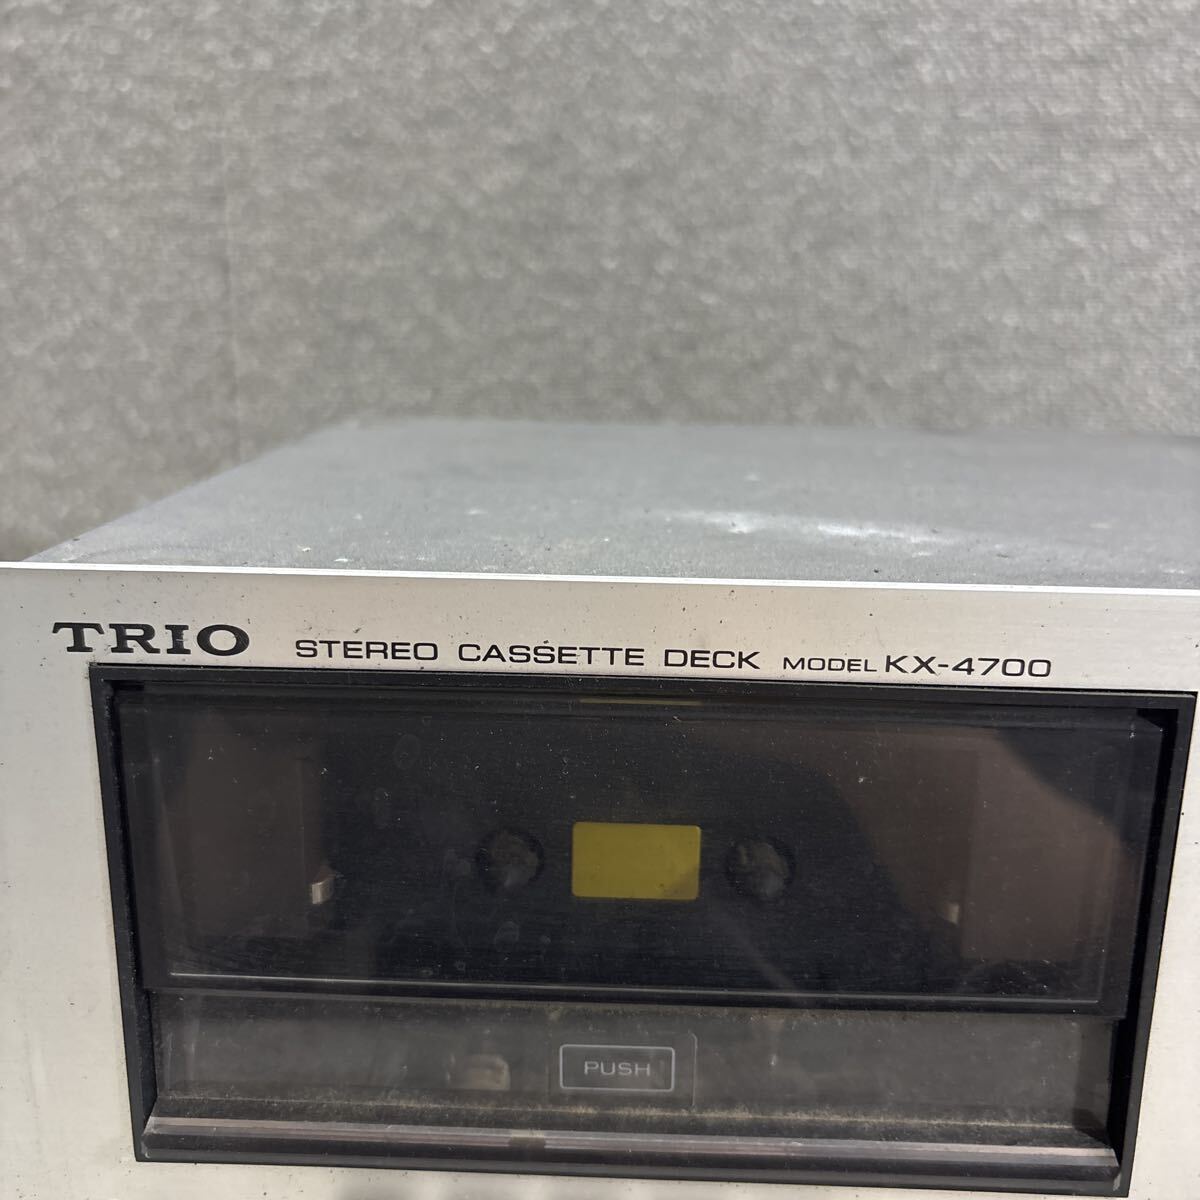 TRIO STEREO CASSETTE DECK MODEL KX-4700
PUSH